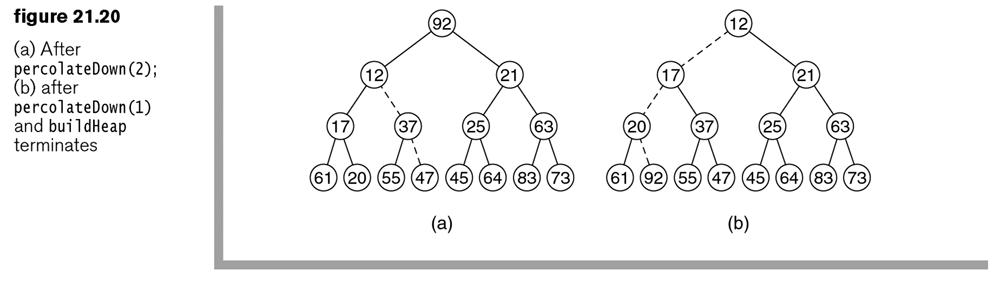 figure 21.20
(a) After
percolateDown(2);
(b) after
percolateDown(1)
and buildHeap
terminates
92
12 21
17 37 25 63
61 20 55 47 45 64 83 73
(a)
12
17 21
20 37 25 63
61 92 55 47 45 64 83 73
(b)